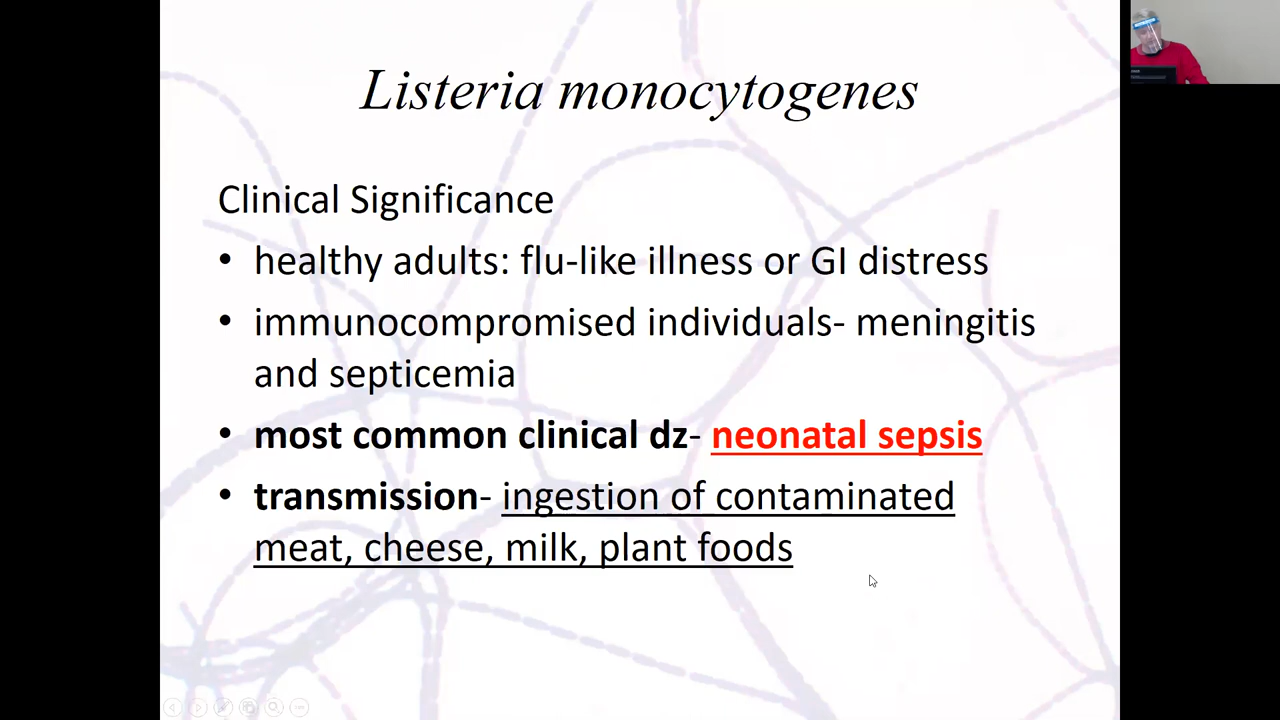 Listeria monocytogenes
Clinical Significance
• healthy adults: flu-like illness or GI distress
• immunocompromised individuals- meningitis
and septicemia
• most common clinical dz- neonatal sepsis
• transmission- ingestion of contaminated
meat, cheese, milk, plant foods